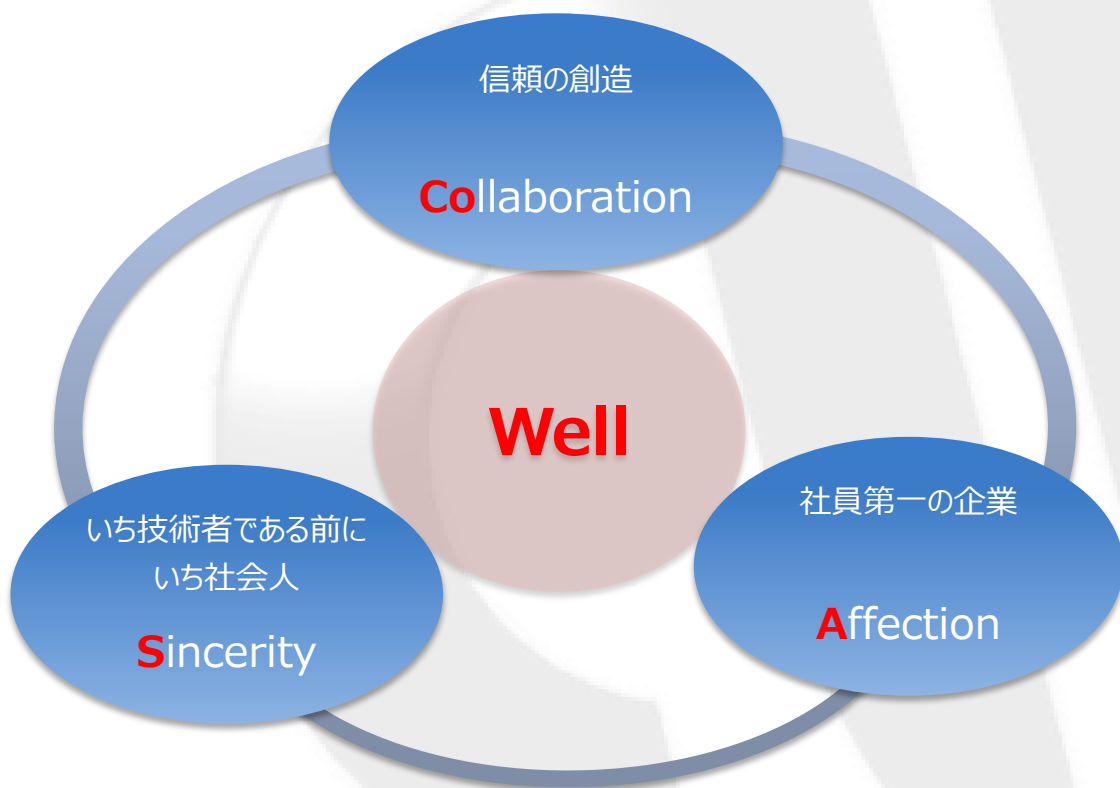 信頼の創造
Collaboration
Well
いち技術者である前に
いち社会人
Sincerity
社員第一の企業
Affection